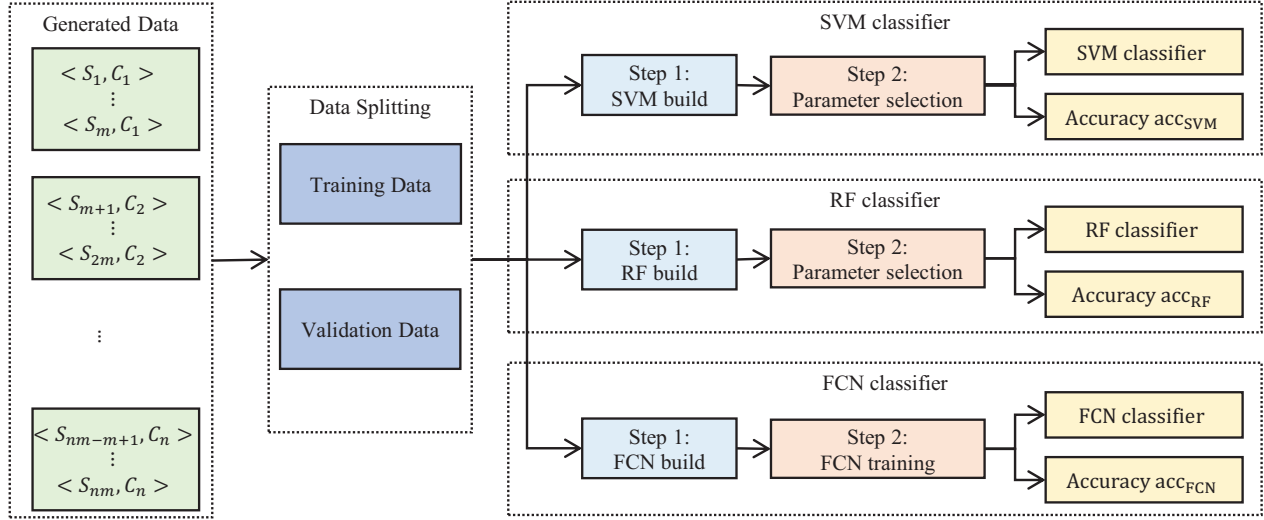 Generated Data
< S₁, C₁ >
⋮
< Sₘ, C₁ >
< Sₘ₊₁, C₂ >
⋮
< S₂ₘ, C₂ >
⋮
< Sₙₘ₋ₘ₊₁, Cₙ >
⋮
< Sₙₘ, Cₙ >
Data Splitting
Training Data
Validation Data
SVM classifier
Step 1:
SVM build
Step 2:
Parameter selection
SVM classifier
Accuracy acc_SVM
RF classifier
Step 1:
RF build
Step 2:
Parameter selection
RF classifier
Accuracy acc_RF
FCN classifier
Step 1:
FCN build
Step 2:
FCN training
FCN classifier
Accuracy acc_FCN